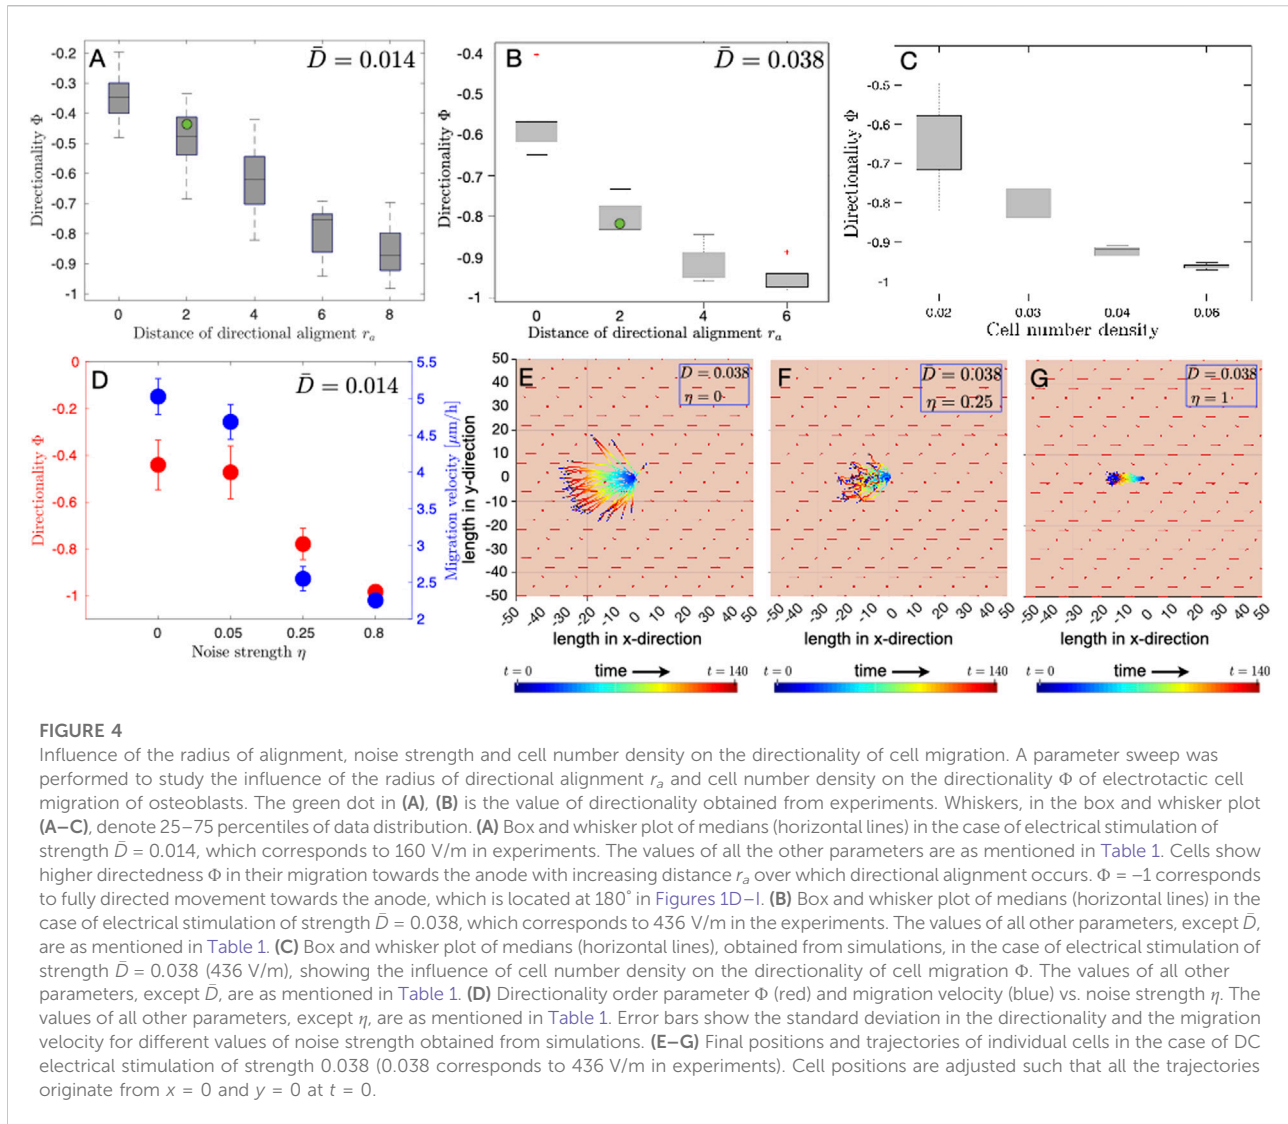 A
D̄ = 0.014
-0.2
-0.3
-0.4
-0.5
-0.6
-0.7
-0.8
-0.9
-1
Directionality Φ
0 2 4 6 8
Distance of directional aligment rₐ
B
D̄ = 0.038
-0.4
-0.6
-0.8
-1
Directionality Φ
0 2 4 6
Distance of directional alignment rₐ
C
-0.5
-0.6
-0.7
-0.8
-0.9
-1
Directionality Φ
0.02 0.03 0.04 0.06
Cell number density
D
D̄ = 0.014
0
-0.2
-0.4
-0.6
-0.8
-1
Directionality Φ
5.5
5
4.5
4
3.5
3
2.5
2
Migration velocity [μm/h]
0 0.05 0.25 0.8
Noise strength η
E
D̄ = 0.038
η = 0
50
40
30
20
10
0
-10
-20
-30
-40
-50
length in y-direction
-50 -40 -30 -20 -10 0 10 20 30 40 50
length in x-direction
t = 0 time t = 140
F
D̄ = 0.038
η = 0.25
-50 -40 -30 -20 -10 0 10 20 30 40 50
length in x-direction
t = 0 time t = 140
G
D̄ = 0.038
η = 1
-50 -40 -30 -20 -10 0 10 20 30 40 50
length in x-direction
t = 0 time t = 140
FIGURE 4
Influence of the radius of alignment, noise strength and cell number density on the directionality of cell migration. A parameter sweep was
performed to study the influence of the radius of directional alignment rₐ and cell number density on the directionality Φ of electrotactic cell
migration of osteoblasts. The green dot in (A), (B) is the value of directionality obtained from experiments. Whiskers, in the box and whisker plot
(A–C), denote 25–75 percentiles of data distribution. (A) Box and whisker plot of medians (horizontal lines) in the case of electrical stimulation of
strength D̄ = 0.014, which corresponds to 160 V/m in experiments. The values of all the other parameters are as mentioned in Table 1. Cells show
higher directedness Φ in their migration towards the anode with increasing distance rₐ over which directional alignment occurs. Φ = −1 corresponds
to fully directed movement towards the anode, which is located at 180° in Figures 1D–I. (B) Box and whisker plot of medians (horizontal lines) in the
case of electrical stimulation of strength D̄ = 0.038, which corresponds to 436 V/m in the experiments. The values of all other parameters, except D̄,
are as mentioned in Table 1. (C) Box and whisker plot of medians (horizontal lines), obtained from simulations, in the case of electrical stimulation of
strength D̄ = 0.038 (436 V/m), showing the influence of cell number density on the directionality of cell migration Φ. The values of all other
parameters, except D̄, are as mentioned in Table 1. (D) Directionality order parameter Φ (red) and migration velocity (blue) vs. noise strength η. The
values of all other parameters, except η, are as mentioned in Table 1. Error bars show the standard deviation in the directionality and the migration
velocity for different values of noise strength obtained from simulations. (E–G) Final positions and trajectories of individual cells in the case of DC
electrical stimulation of strength 0.038 (0.038 corresponds to 436 V/m in experiments). Cell positions are adjusted such that all the trajectories
originate from x = 0 and y = 0 at t = 0.